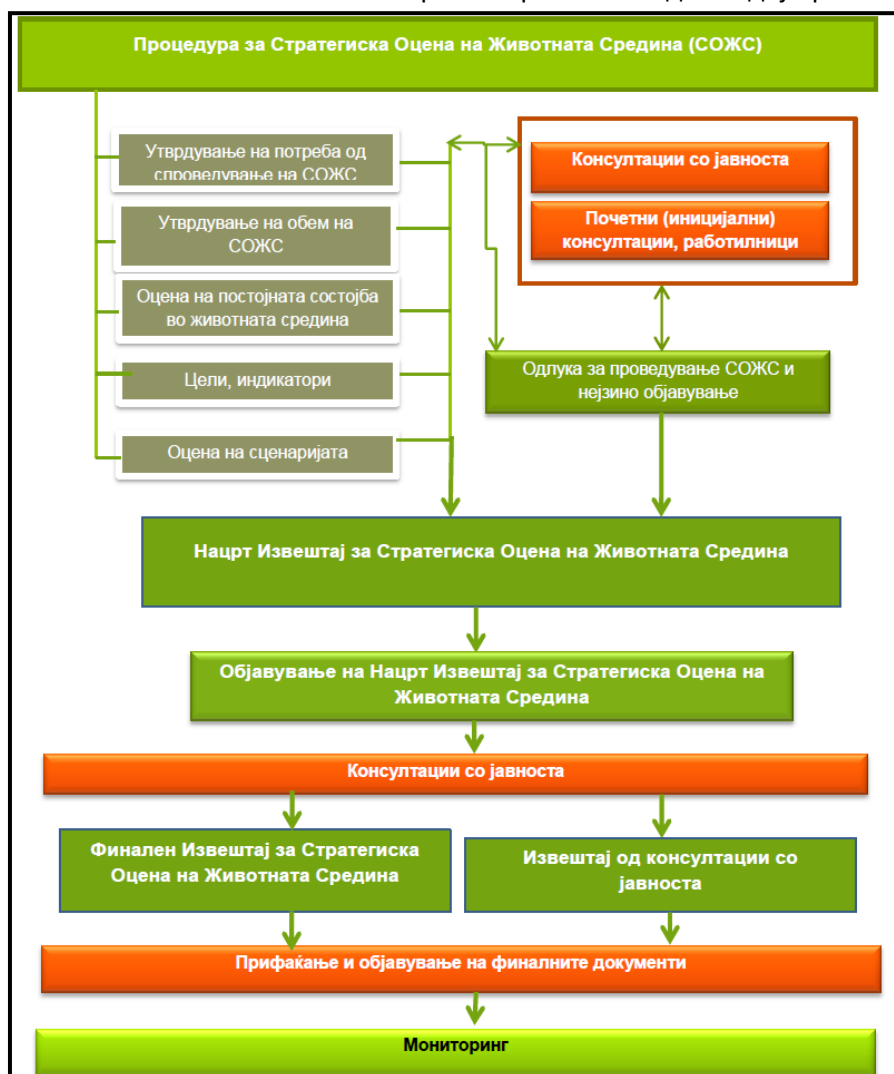 Процедура за Стратегиска Оцена на Животната Средина (СОЖС)
Утврдување на потреба од
спроведување на СОЖС
Утврдување на обем на
СОЖС
Оцена на постојната состојба
во животната средина
Цели, индикатори
Оцена на сценаријата
Консултации со јавноста
Почетни (иницијални)
консултации, работилници
Одлука за проведување СОЖС и
нејзино објавување
Нацрт Извештај за Стратегиска Оцена на Животната Средина
Објавување на Нацрт Извештај за Стратегиска Оцена на
Животната Средина
Консултации со јавноста
Финален Извештај за Стратегиска
Оцена на Животната Средина
Извештај од консултации со
јавноста
Прифаќање и објавување на финалните документи
Мониторинг